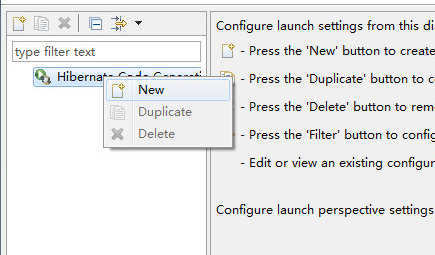 type filter text
Hibernate Code Generati
New
Duplicate
Delete
Configure launch settings from this dia
- Press the 'New' button to create
- Press the 'Duplicate' button to c
- Press the 'Delete' button to rem
- Press the 'Filter' button to config
- Edit or view an existing configur
Configure launch perspective settings